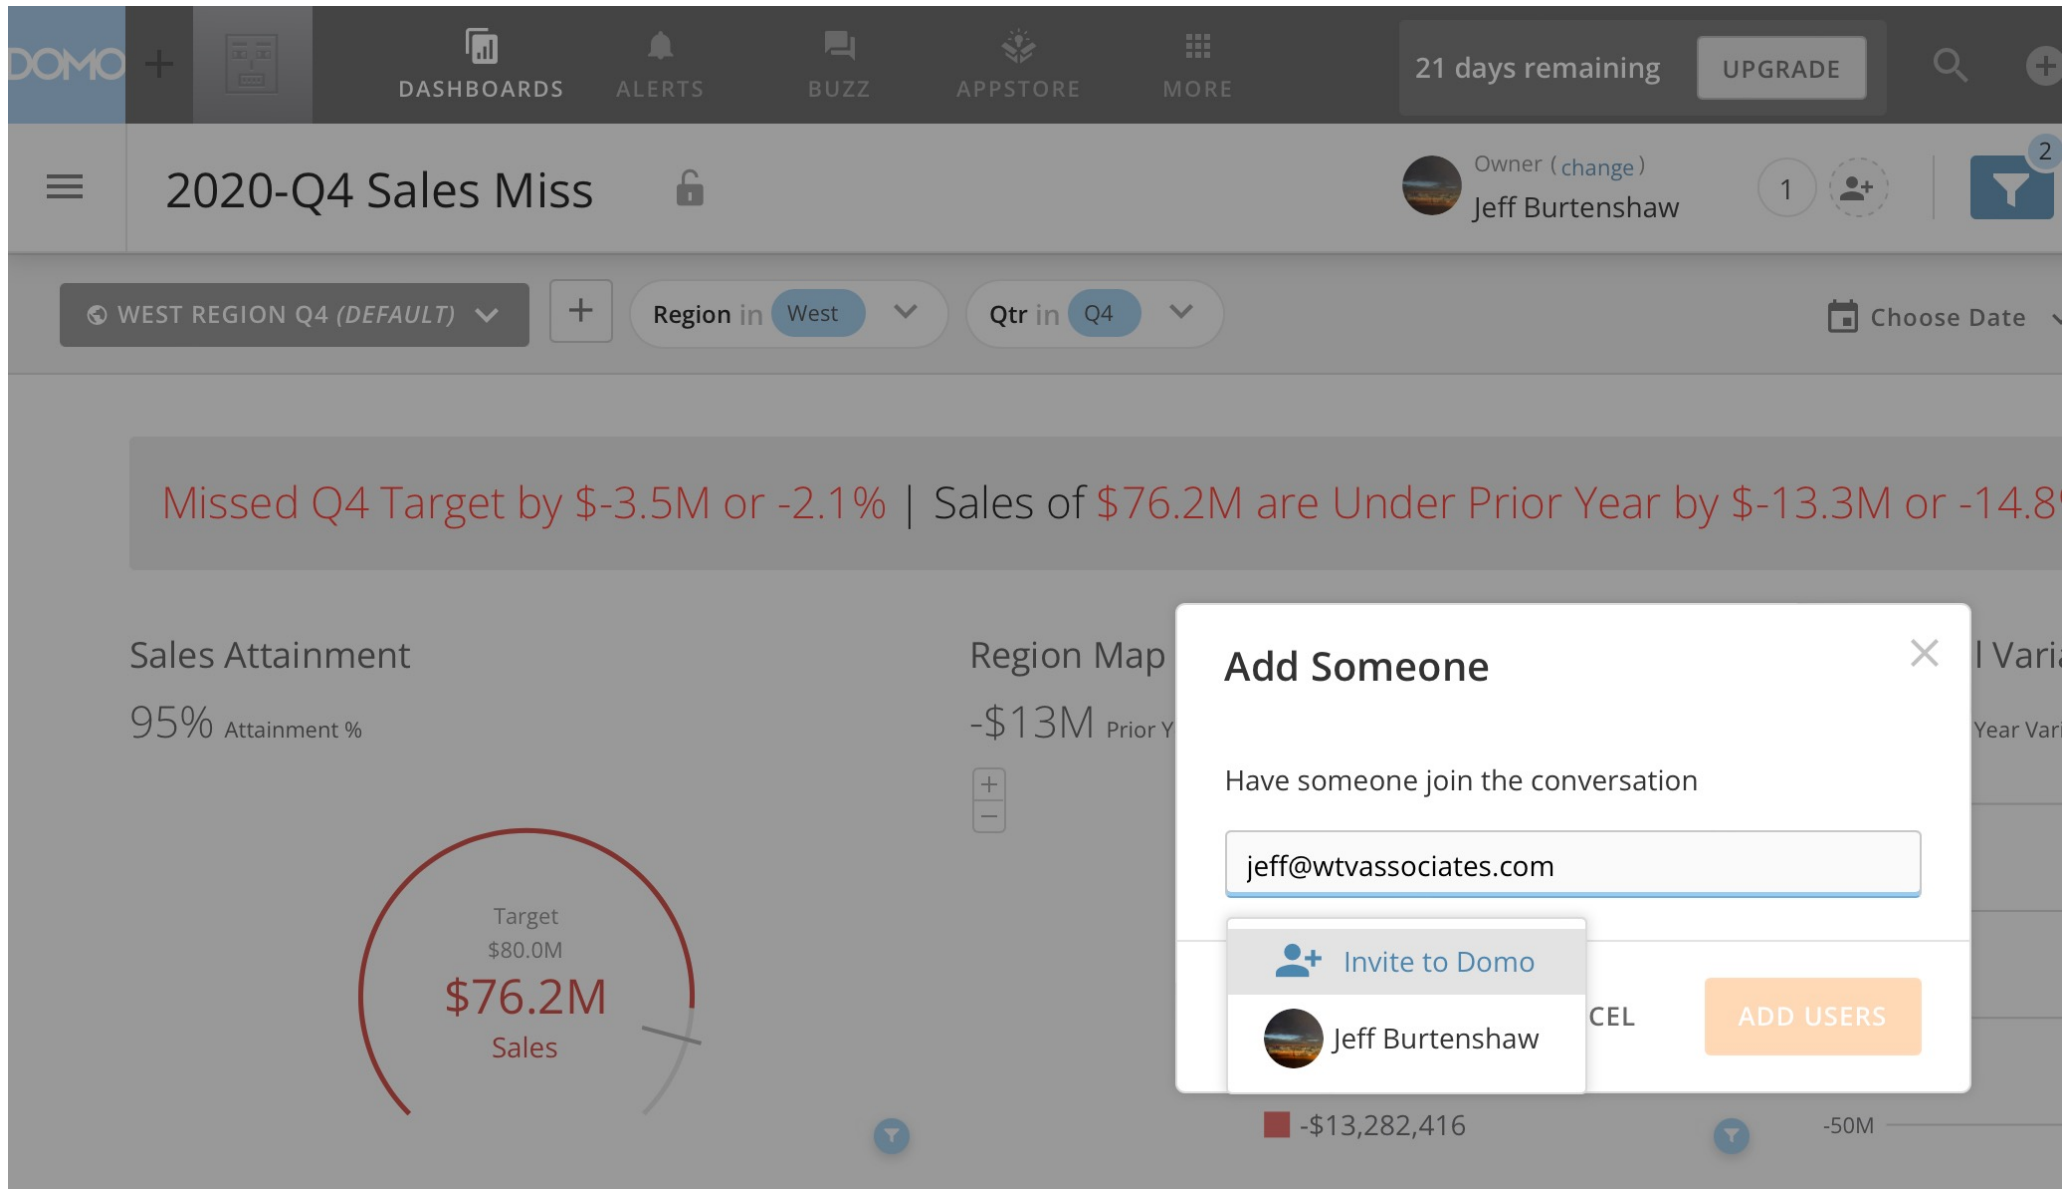 DOMO
DASHBOARDS
ALERTS
BUZZ
APPSTORE
MORE
21 days remaining
UPGRADE
2020-Q4 Sales Miss
Owner (change)
Jeff Burtenshaw
1
2
WEST REGION Q4 (DEFAULT)
Region in West
Qtr in Q4
Choose Date
Missed Q4 Target by $-3.5M or -2.1% | Sales of $76.2M are Under Prior Year by $-13.3M or -14.8
Sales Attainment
95% Attainment %
Target
$80.0M
$76.2M
Sales
Region Map
-$13M Prior Y
+
−
-$13,282,416
l Vari
Year Vari
-50M
Add Someone
Have someone join the conversation
jeff@wtvassociates.com
Invite to Domo
Jeff Burtenshaw
CEL
ADD USERS